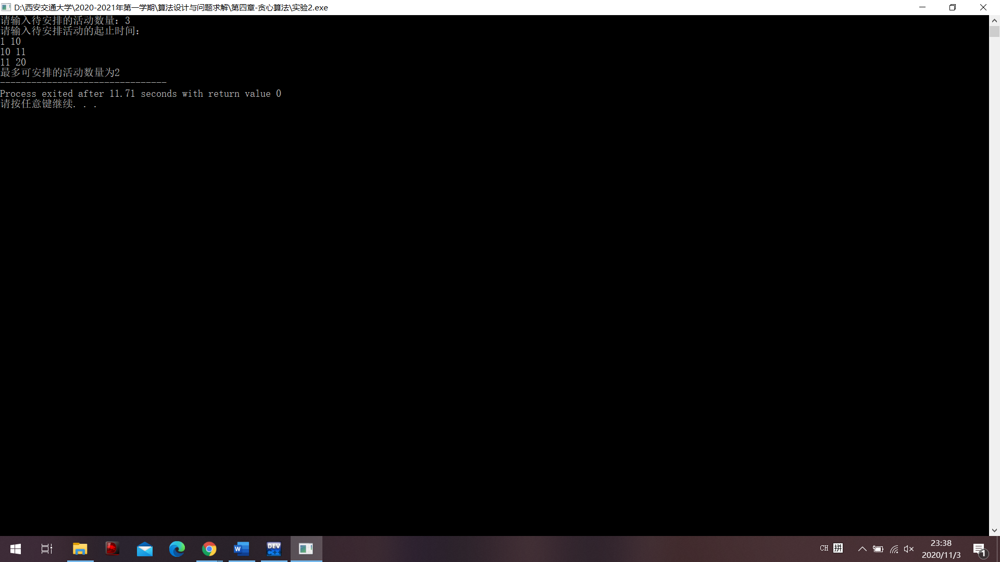 D:\西安交通大学\2020-2021年第一学期\算法设计与问题求解\第四章-贪心算法\实验2.exe
请输入待安排的活动数量：3
请输入待安排活动的起止时间：
1 10
10 11
11 20
最多可安排的活动数量为2
--------------------------------
Process exited after 11.71 seconds with return value 0
请按任意键继续. . .
W
DEV
C++
CH 拼
23:38
2020/11/3
1